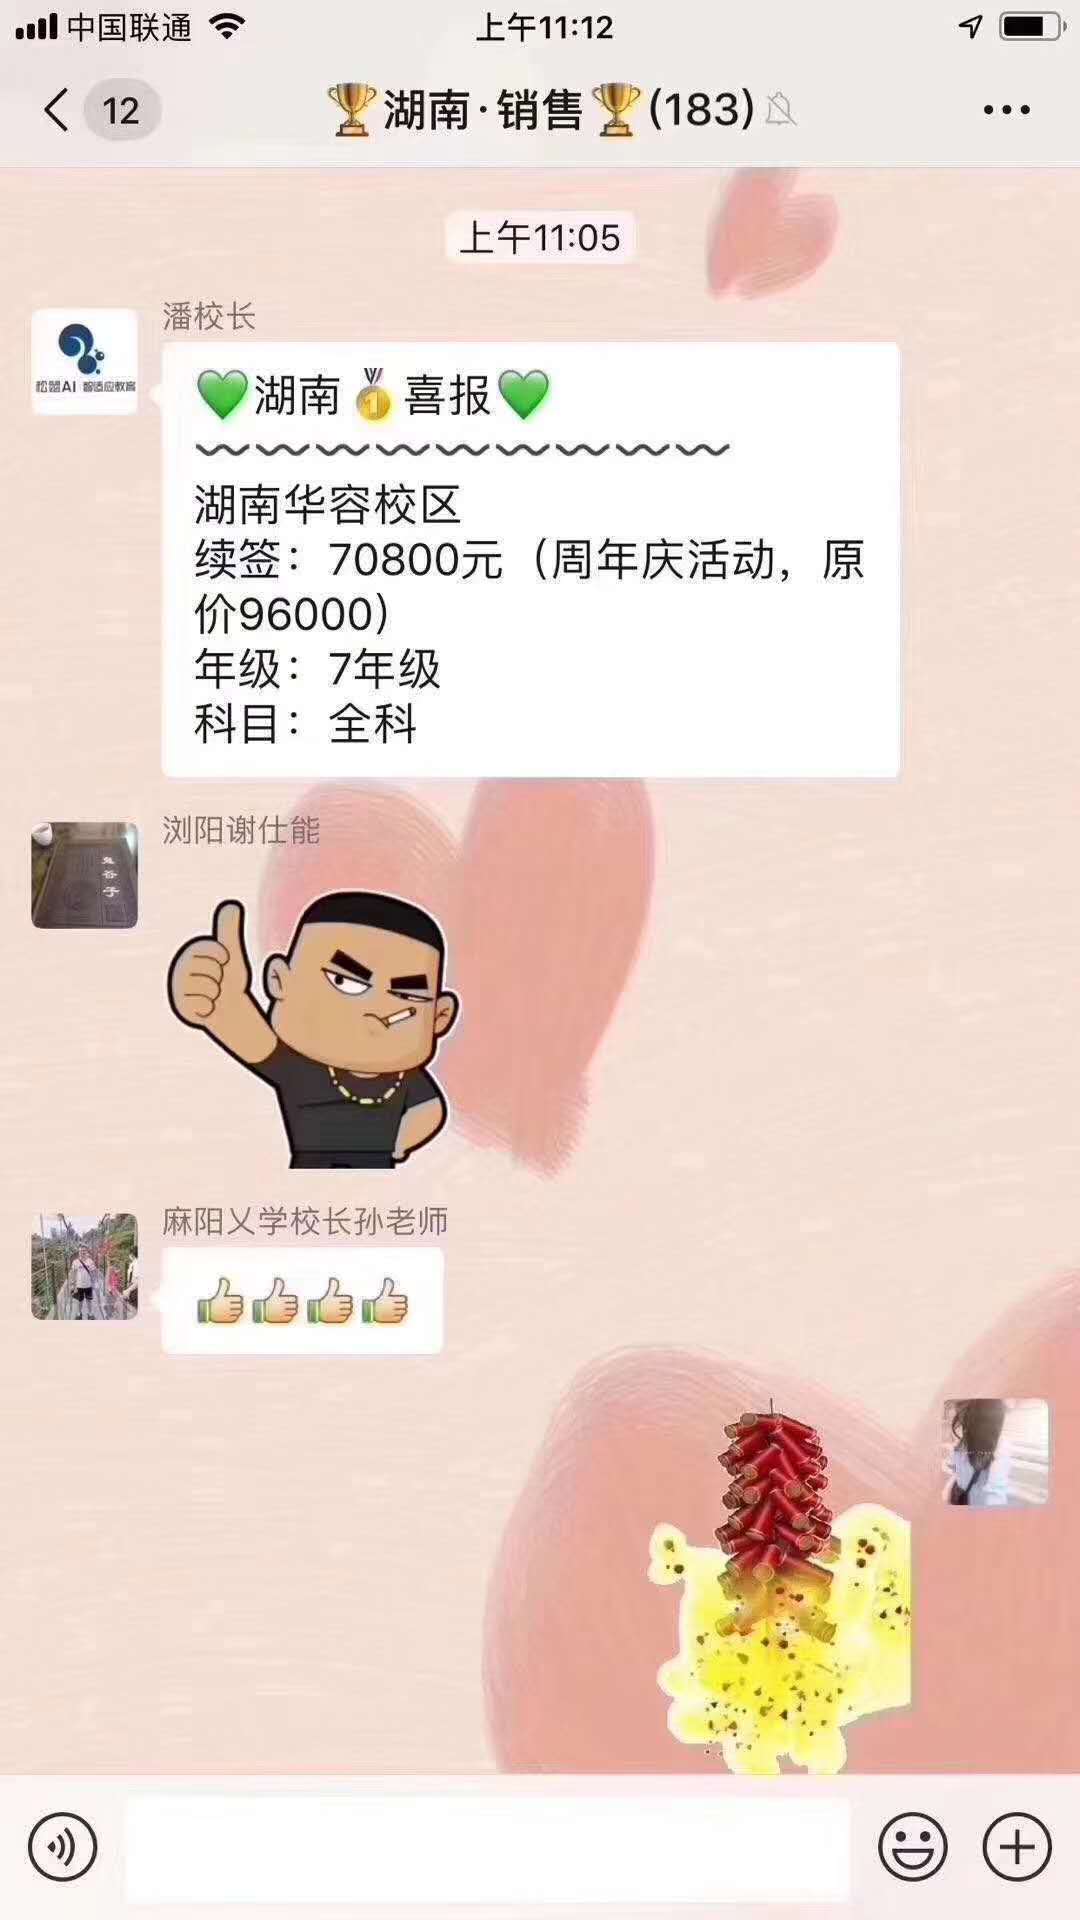 中国联通 上午11:12
12 🏆湖南·销售🏆(183)
上午11:05
潘校长
松鼠AI 智适应教育
💚湖南🥇喜报💚
湖南华容校区
续签：70800元（周年庆活动，原
价96000）
年级：7年级
科目：全科
浏阳谢仕能
鬼谷子
麻阳乂学校长孙老师
👍👍👍👍